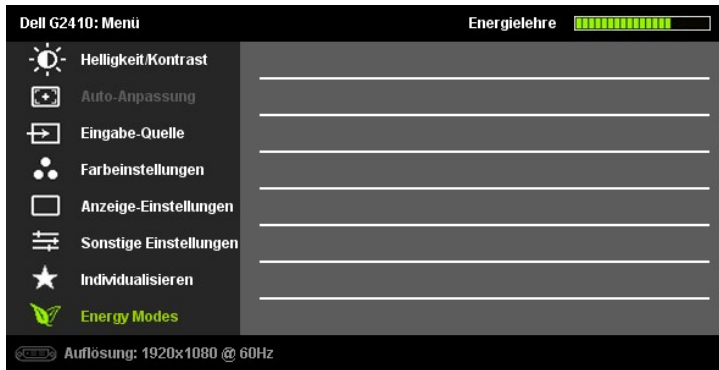 Dell G2410: Menü Energielehre
Helligkeit/Kontrast
Auto-Anpassung
Eingabe-Quelle
Farbeinstellungen
Anzeige-Einstellungen
Sonstige Einstellungen
Individualisieren
Energy Modes
Auflösung: 1920x1080 @ 60Hz